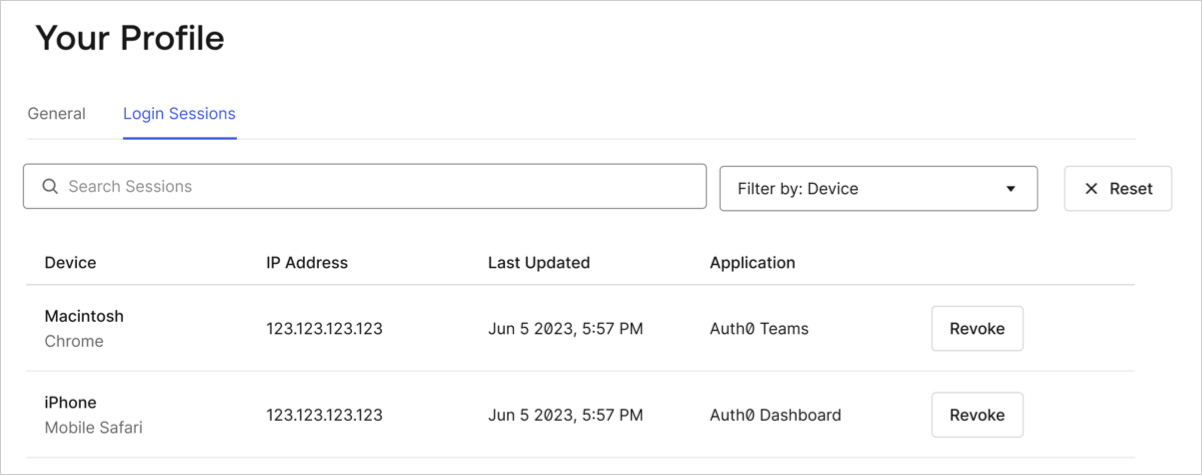 Your Profile
General Login Sessions
Search Sessions Filter by: Device Reset
Device IP Address Last Updated Application
Macintosh
Chrome
123.123.123.123 Jun 5 2023, 5:57 PM Auth0 Teams Revoke
iPhone
Mobile Safari
123.123.123.123 Jun 5 2023, 5:57 PM Auth0 Dashboard Revoke